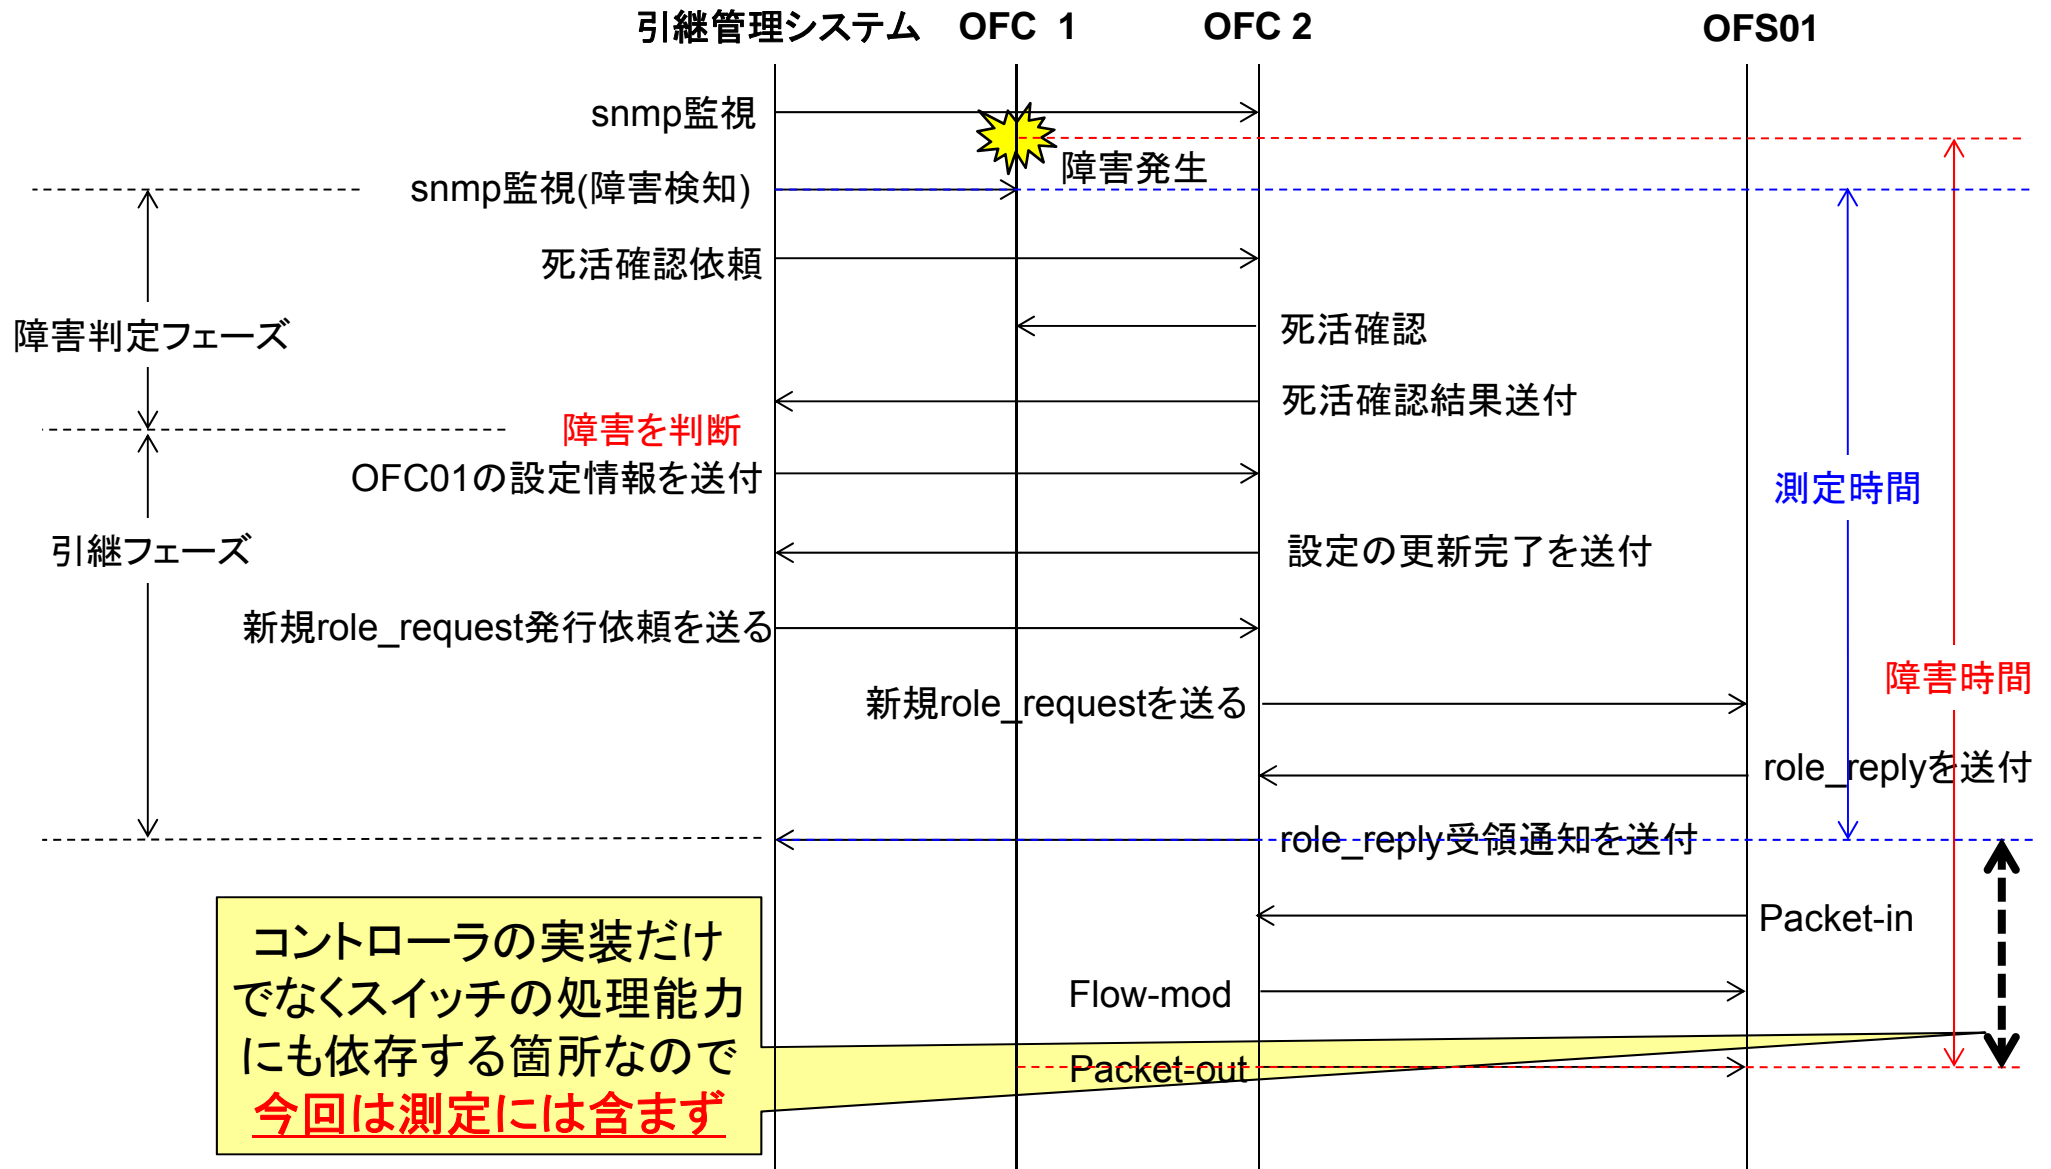 引継管理システム OFC 1 OFC 2 OFS01
snmp監視
障害発生
snmp監視(障害検知)
死活確認依頼
障害判定フェーズ
死活確認
死活確認結果送付
障害を判断
OFC01の設定情報を送付
測定時間
引継フェーズ
設定の更新完了を送付
新規role_request発行依頼を送る
障害時間
新規role_requestを送る
role_replyを送付
role_reply受領通知を送付
Packet-in
Flow-mod
Packet-out
コントローラの実装だけ
でなくスイッチの処理能力
にも依存する箇所なので
今回は測定には含まず